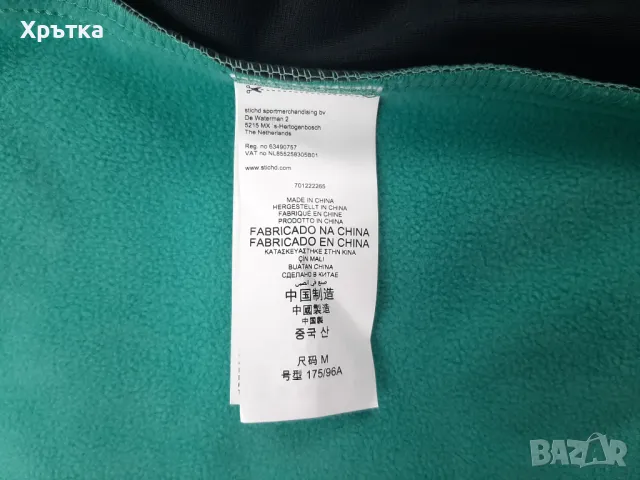 Хрътка
stichd sportmerchandising bv
De Waterman 2
5215 MX 's-Hertogenbosch
The Netherlands
Reg. no 63490757
VAT no NL855258305B01
www.stichd.com
701222265
MADE IN CHINA
HERGESTELLT IN CHINA
FABRIQUÉ EN CHINE
PRODOTTO IN CHINA
FABRICADO NA CHINA
FABRICADO EN CHINA
ΚΑΤΑΣΚΕΥΑΣΤΗΚΕ ΣΤΗΝ ΚΙΝΑ
ÇIN MALI
BUATAN CHINA
СДЕЛАНО В КИТАЕ
صنع في الصين
中国制造
中國製造
中国製
중국 산
尺码 M
号型 175/96A
BAZAR
bg